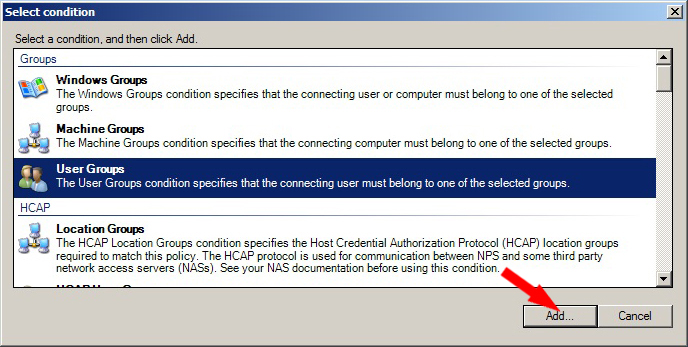 Select condition
Select a condition, and then click Add.
Groups
Windows Groups
The Windows Groups condition specifies that the connecting user or computer must belong to one of the selected
groups.
Machine Groups
The Machine Groups condition specifies that the connecting computer must belong to one of the selected groups.
User Groups
The User Groups condition specifies that the connecting user must belong to one of the selected groups.
HCAP
Location Groups
The HCAP Location Groups condition specifies the Host Credential Authorization Protocol (HCAP) location groups
required to match this policy. The HCAP protocol is used for communication between NPS and some third party
network access servers (NASs). See your NAS documentation before using this condition.
Add...
Cancel